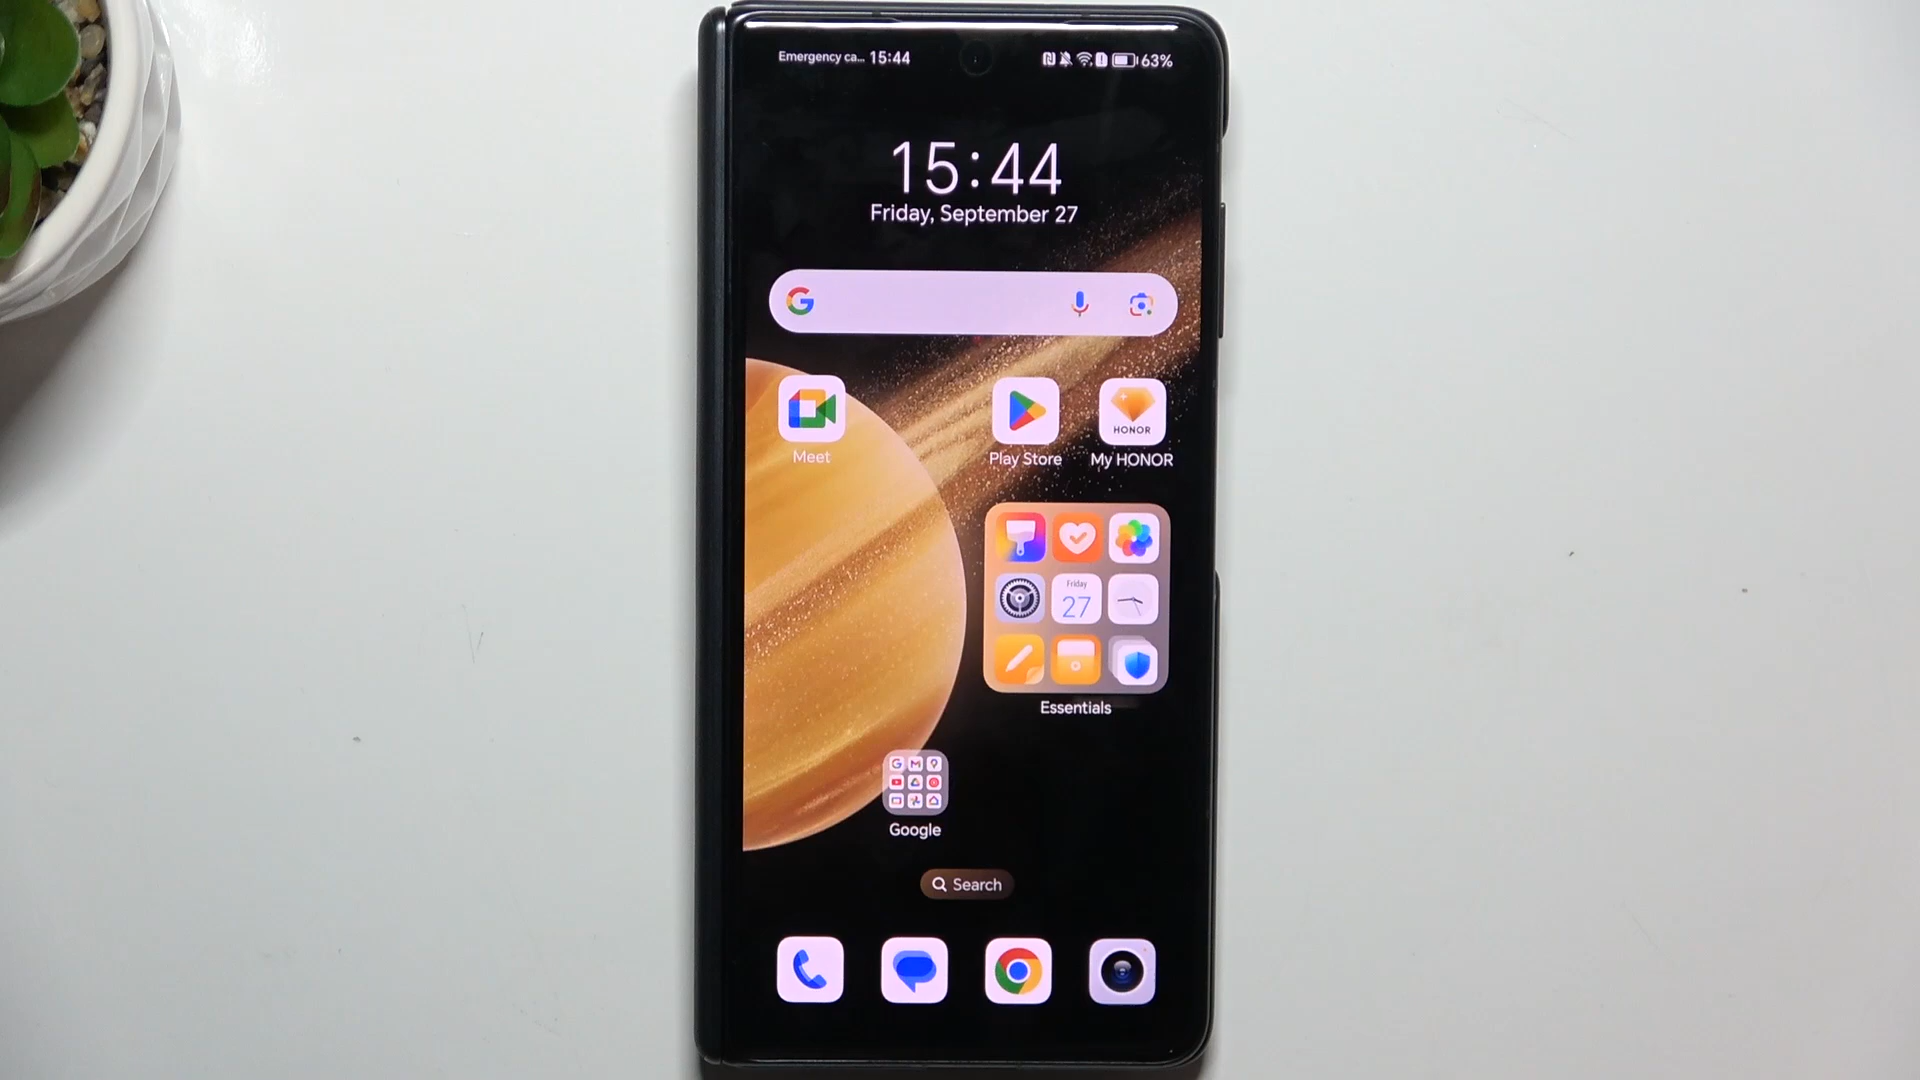 Emergency ca... 15:44
63%
15:44
Friday, September 27
Meet
Play Store
HONOR
My HONOR
Friday
27
Essentials
Google
Search